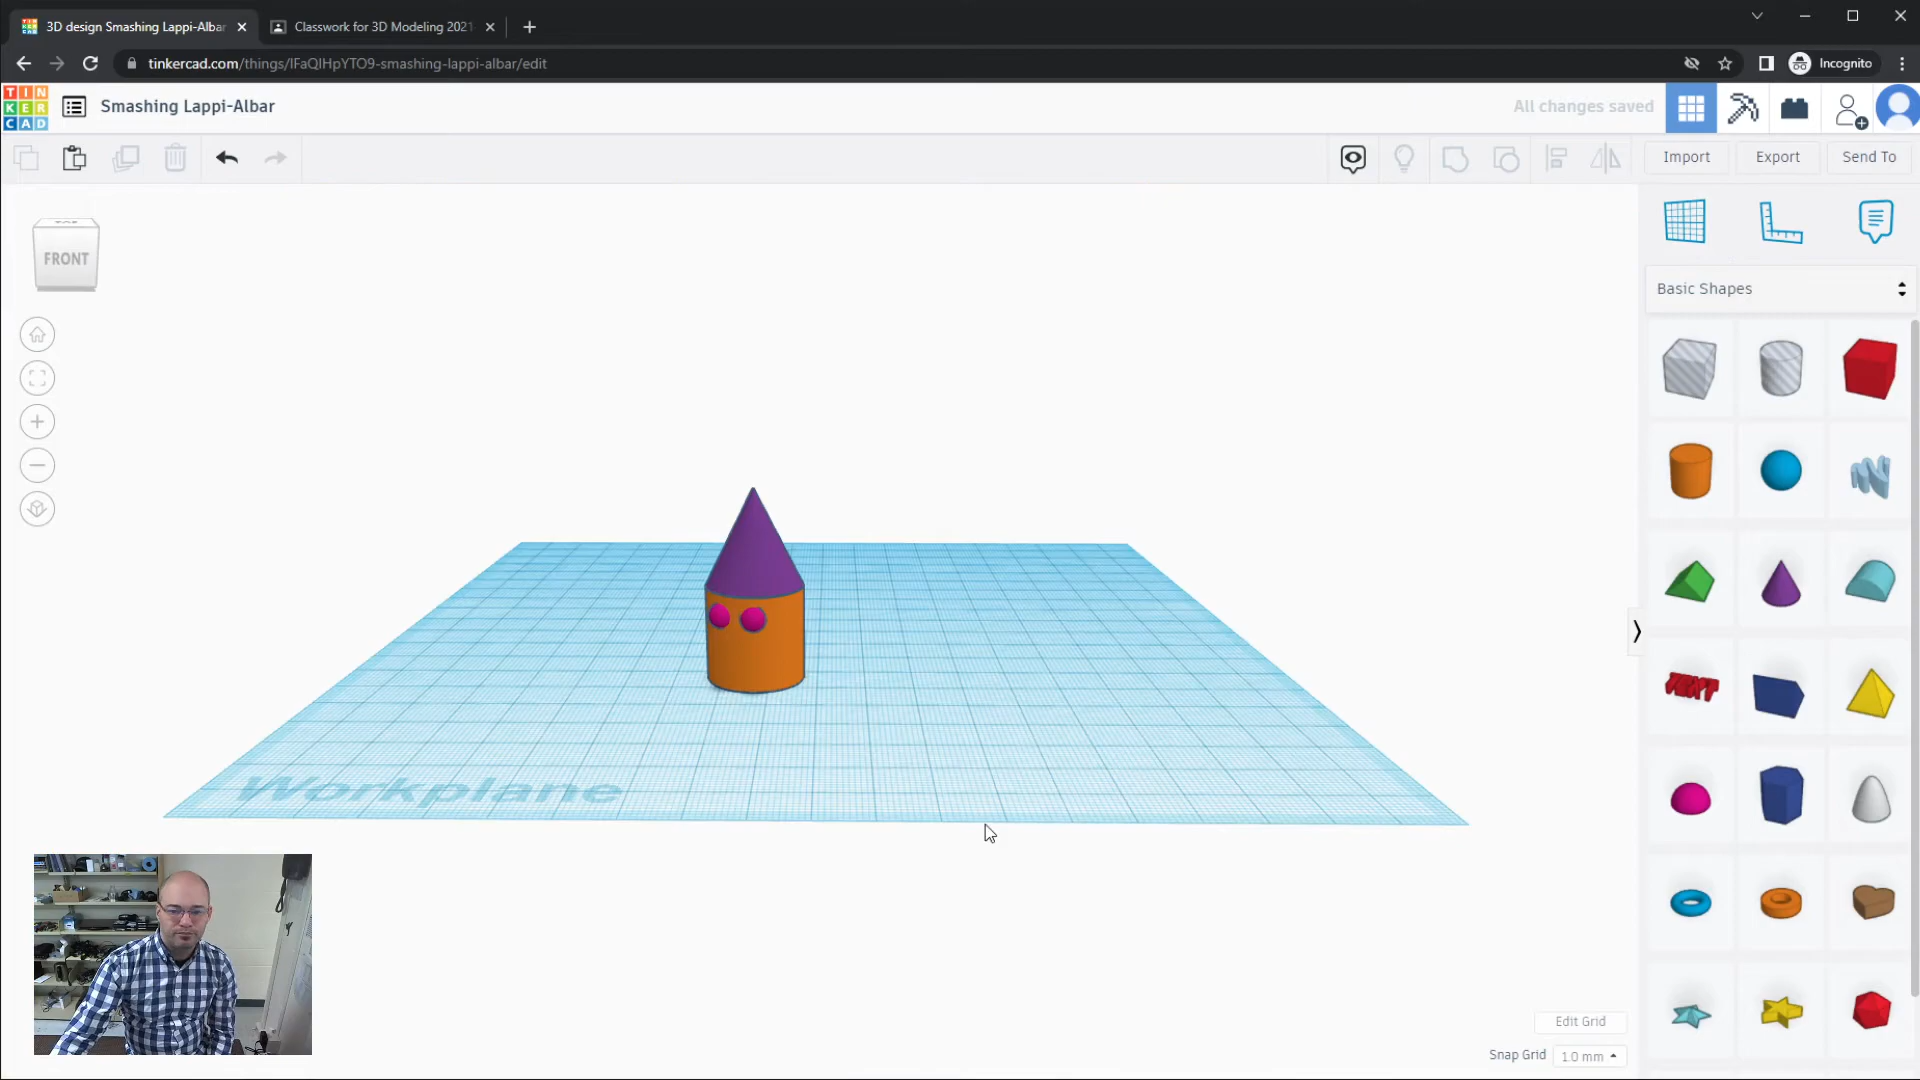 3D design Smashing Lappi-Albar
Classwork for 3D Modeling 2021
tinkercad.com/things/lFaQlHpYTO9-smashing-lappi-albar/edit
Incognito
TIN
KER
CAD
Smashing Lappi-Albar
All changes saved
Import
Export
Send To
FRONT
Basic Shapes
TEXT
Workplane
Edit Grid
Snap Grid
1.0 mm